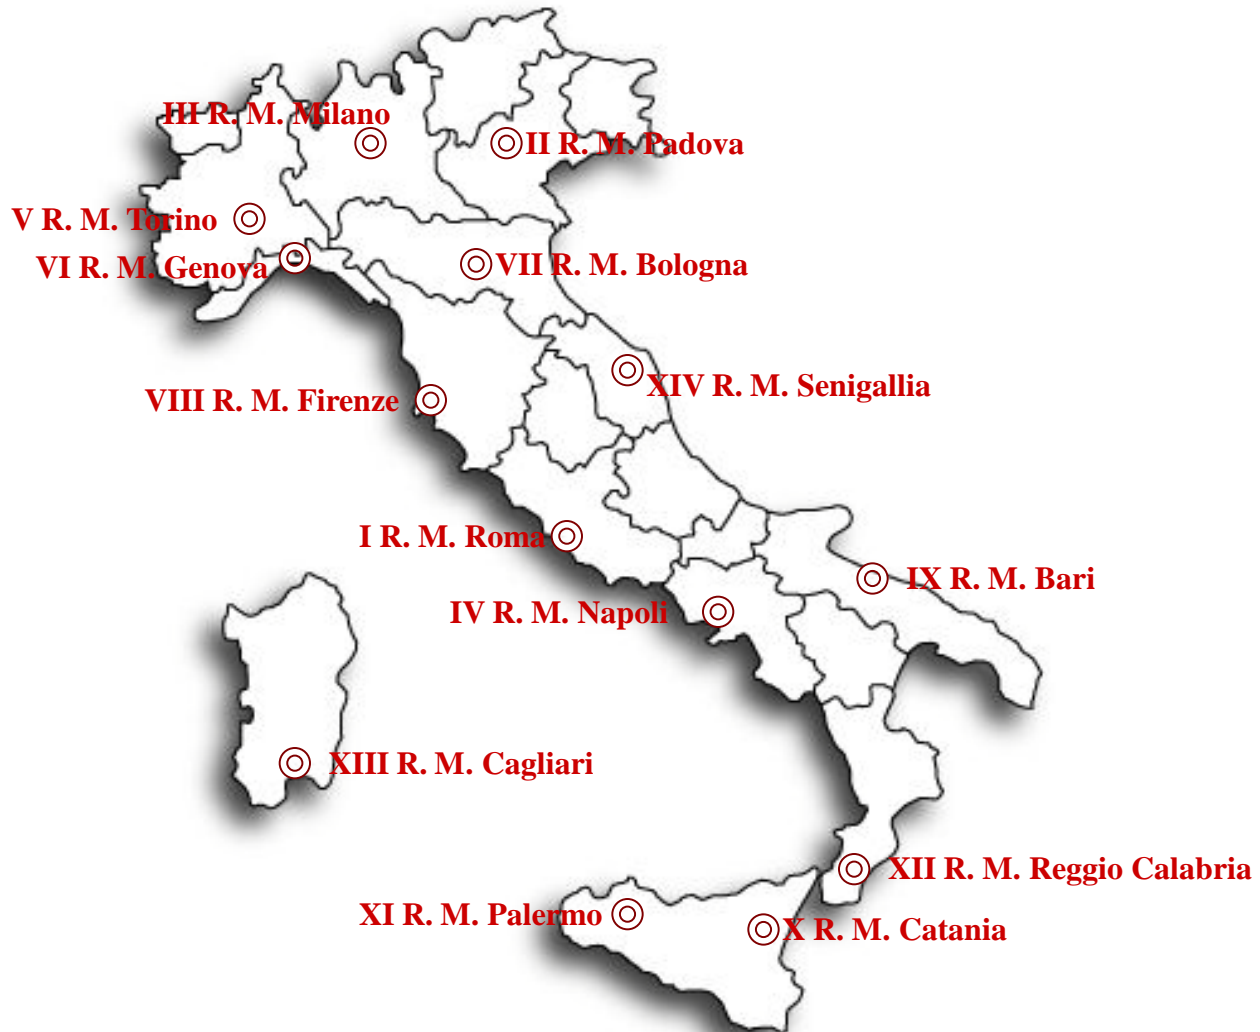 III R. M. Milano
II R. M. Padova
V R. M. Torino
VI R. M. Genova
VII R. M. Bologna
XIV R. M. Senigallia
VIII R. M. Firenze
I R. M. Roma
IX R. M. Bari
IV R. M. Napoli
XIII R. M. Cagliari
XII R. M. Reggio Calabria
XI R. M. Palermo
X R. M. Catania